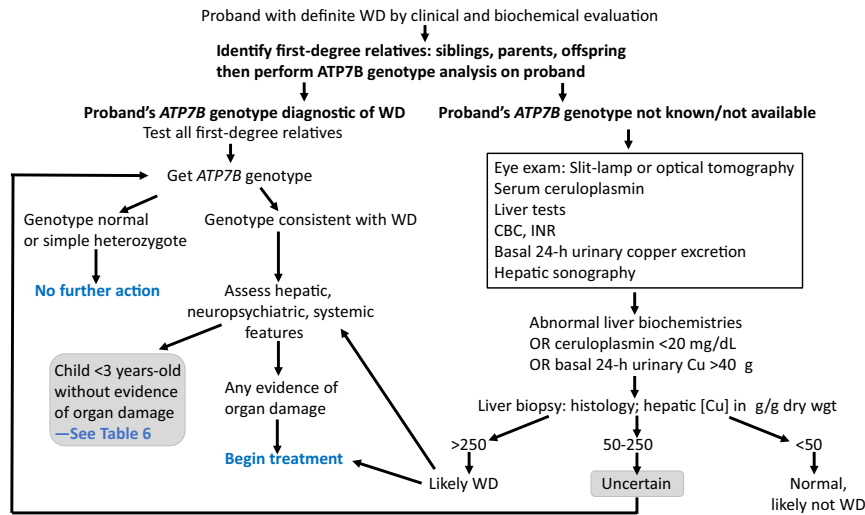 Proband with definite WD by clinical and biochemical evaluation
Identify first-degree relatives: siblings, parents, offspring
then perform ATP7B genotype analysis on proband
Proband's ATP7B genotype diagnostic of WD
Test all first-degree relatives
Get ATP7B genotype
Genotype normal
or simple heterozygote
No further action
Genotype consistent with WD
Assess hepatic,
neuropsychiatric, systemic
features
Child <3 years-old
without evidence
of organ damage
—See Table 6
Any evidence of
organ damage
Begin treatment
Proband's ATP7B genotype not known/not available
Eye exam: Slit-lamp or optical tomography
Serum ceruloplasmin
Liver tests
CBC, INR
Basal 24-h urinary copper excretion
Hepatic sonography
Abnormal liver biochemistries
OR ceruloplasmin <20 mg/dL
OR basal 24-h urinary Cu >40 g
Liver biopsy: histology; hepatic [Cu] in g/g dry wgt
>250
50-250
<50
Likely WD
Uncertain
Normal,
likely not WD